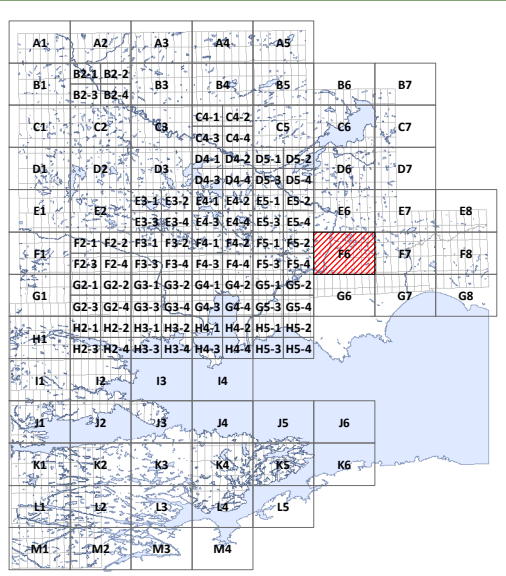 A1 A2 A3 A4 A5
B2-1 B2-2
B1 B3 B4 B5 B6 B7
B2-3 B2-4
C4-1 C4-2
C1 C2 C3 C5 C6 C7
C4-3 C4-4
D4-1 D4-2 D5-1 D5-2
D1 D2 D3 D6 D7
D4-3 D4-4 D5-3 D5-4
E3-1 E3-2 E4-1 E4-2 E5-1 E5-2
E1 E2 E6 E7 E8
E3-3 E3-4 E4-3 E4-4 E5-3 E5-4
F2-1 F2-2 F3-1 F3-2 F4-1 F4-2 F5-1 F5-2
F1 F6 F7 F8
F2-3 F2-4 F3-3 F3-4 F4-3 F4-4 F5-3 F5-4
G2-1 G2-2 G3-1 G3-2 G4-1 G4-2 G5-1 G5-2
G1 G6 G7 G8
G2-3 G2-4 G3-3 G3-4 G4-3 G4-4 G5-3 G5-4
H2-1 H2-2 H3-1 H3-2 H4-1 H4-2 H5-1 H5-2
H1
H2-3 H2-4 H3-3 H3-4 H4-3 H4-4 H5-3 H5-4
I1 I2 I3 I4
J1 J2 J3 J4 J5 J6
K1 K2 K3 K4 K5 K6
L1 L2 L3 L4 L5
M1 M2 M3 M4